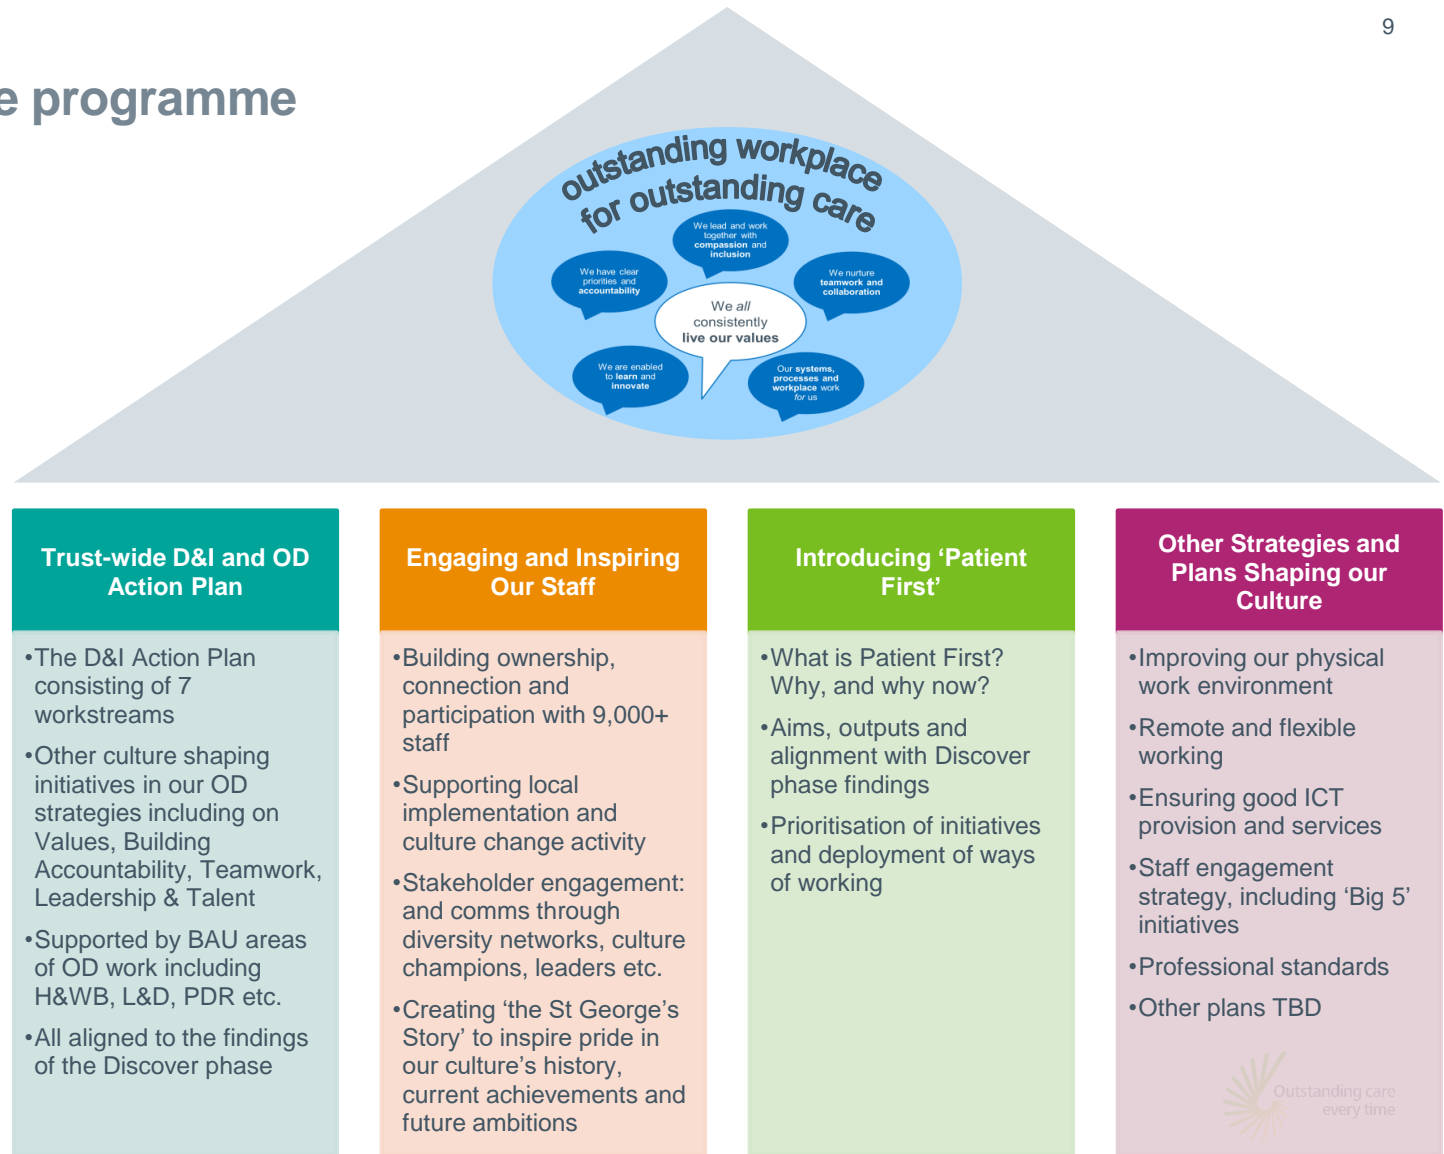 9
e programme
outstanding workplace
for outstanding care
We lead and work
together with
compassion and
inclusion
We have clear
priorities and
accountability
We nurture
teamwork and
collaboration
We all
consistently
live our values
We are enabled
to learn and
innovate
Our systems,
processes and
workplace work
for us
Trust-wide D&I and OD
Action Plan
•The D&I Action Plan
consisting of 7
workstreams
•Other culture shaping
initiatives in our OD
strategies including on
Values, Building
Accountability, Teamwork,
Leadership & Talent
•Supported by BAU areas
of OD work including
H&WB, L&D, PDR etc.
•All aligned to the findings
of the Discover phase
Engaging and Inspiring
Our Staff
•Building ownership,
connection and
participation with 9,000+
staff
•Supporting local
implementation and
culture change activity
•Stakeholder engagement:
and comms through
diversity networks, culture
champions, leaders etc.
•Creating ‘the St George’s
Story’ to inspire pride in
our culture’s history,
current achievements and
future ambitions
Introducing ‘Patient
First’
•What is Patient First?
Why, and why now?
•Aims, outputs and
alignment with Discover
phase findings
•Prioritisation of initiatives
and deployment of ways
of working
Other Strategies and
Plans Shaping our
Culture
•Improving our physical
work environment
•Remote and flexible
working
•Ensuring good ICT
provision and services
•Staff engagement
strategy, including ‘Big 5’
initiatives
•Professional standards
•Other plans TBD
Outstanding care
every time